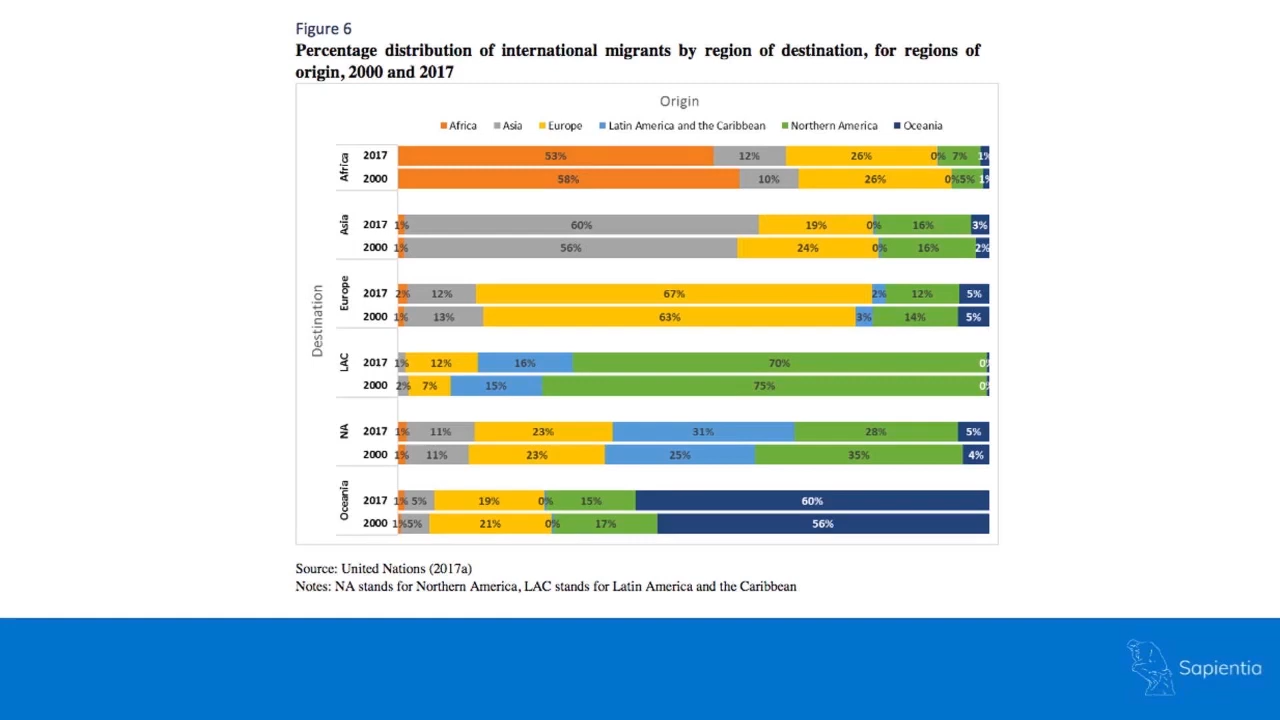 Figure 6
Percentage distribution of international migrants by region of destination, for regions of
origin, 2000 and 2017
Origin
Africa Asia Europe Latin America and the Caribbean Northern America Oceania
Destination
Africa
2017 53% 12% 26% 0% 7% 1%
2000 58% 10% 26% 0% 5% 1%
Asia
2017 1% 60% 19% 0% 16% 3%
2000 1% 56% 24% 0% 16% 2%
Europe
2017 2% 12% 67% 2% 12% 5%
2000 1% 13% 63% 3% 14% 5%
LAC
2017 1% 12% 16% 70% 0%
2000 2% 7% 15% 75% 0%
NA
2017 1% 11% 23% 31% 28% 5%
2000 1% 11% 23% 25% 35% 4%
Oceania
2017 1% 5% 19% 0% 15% 60%
2000 1% 5% 21% 0% 17% 56%
Source: United Nations (2017a)
Notes: NA stands for Northern America, LAC stands for Latin America and the Caribbean
Sapientia